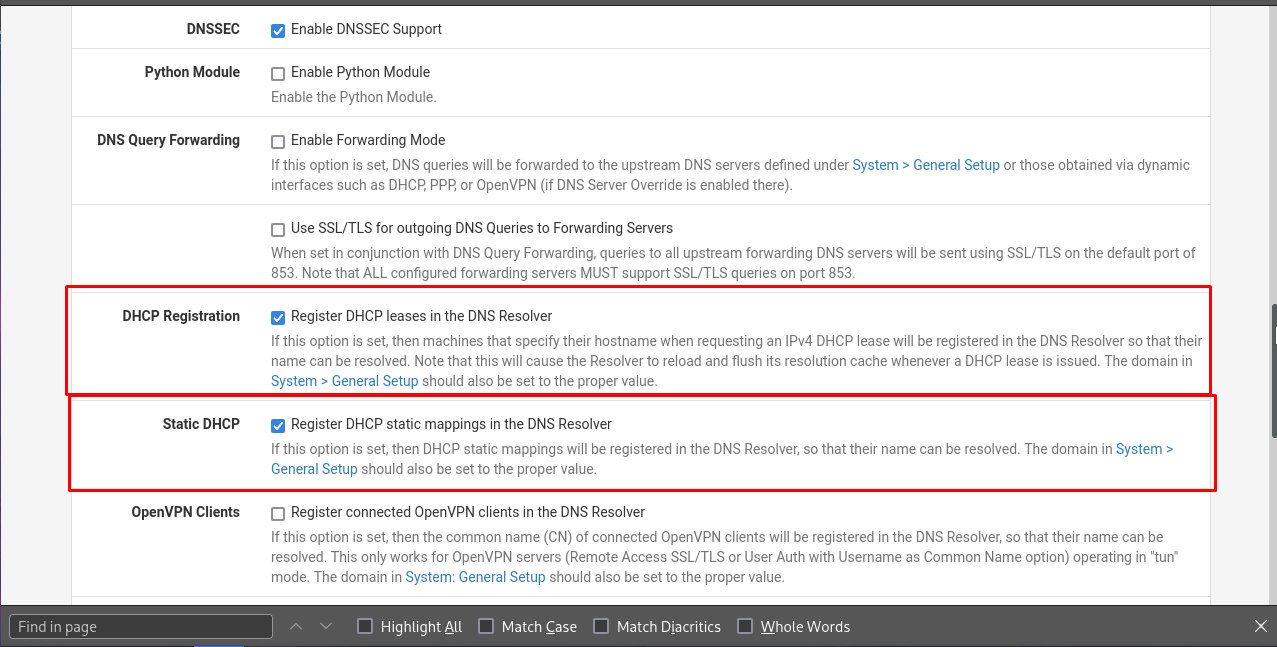 DNSSEC Enable DNSSEC Support
Python Module Enable Python Module
Enable the Python Module.
DNS Query Forwarding Enable Forwarding Mode
If this option is set, DNS queries will be forwarded to the upstream DNS servers defined under System > General Setup or those obtained via dynamic
interfaces such as DHCP, PPP, or OpenVPN (if DNS Server Override is enabled there).
Use SSL/TLS for outgoing DNS Queries to Forwarding Servers
When set in conjunction with DNS Query Forwarding, queries to all upstream forwarding DNS servers will be sent using SSL/TLS on the default port of
853. Note that ALL configured forwarding servers MUST support SSL/TLS queries on port 853.
DHCP Registration Register DHCP leases in the DNS Resolver
If this option is set, then machines that specify their hostname when requesting an IPv4 DHCP lease will be registered in the DNS Resolver so that their
name can be resolved. Note that this will cause the Resolver to reload and flush its resolution cache whenever a DHCP lease is issued. The domain in
System > General Setup should also be set to the proper value.
Static DHCP Register DHCP static mappings in the DNS Resolver
If this option is set, then DHCP static mappings will be registered in the DNS Resolver, so that their name can be resolved. The domain in System >
General Setup should also be set to the proper value.
OpenVPN Clients Register connected OpenVPN clients in the DNS Resolver
If this option is set, then the common name (CN) of connected OpenVPN clients will be registered in the DNS Resolver, so that their name can be
resolved. This only works for OpenVPN servers (Remote Access SSL/TLS or User Auth with Username as Common Name option) operating in "tun"
mode. The domain in System: General Setup should also be set to the proper value.
Find in page Highlight All Match Case Match Diacritics Whole Words